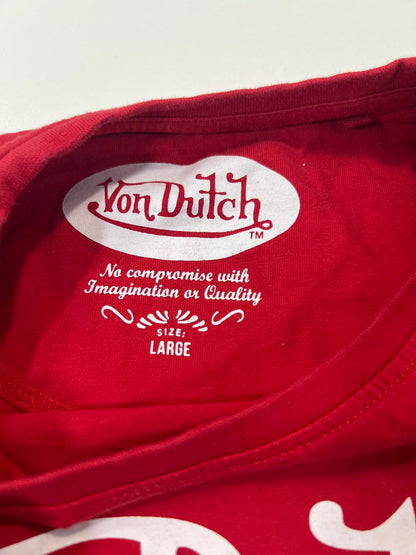 Von Dutch
TM
No compromise with
Imagination or Quality
SIZE:
LARGE